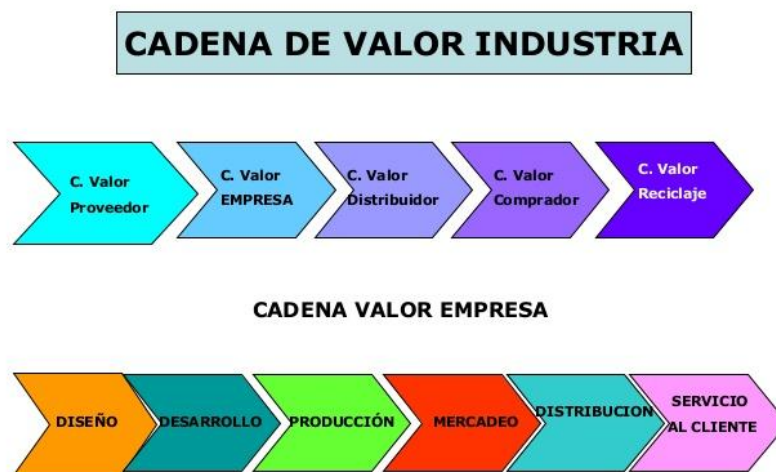 CADENA DE VALOR INDUSTRIA
C. Valor
Proveedor
C. Valor
EMPRESA
C. Valor
Distribuidor
C. Valor
Comprador
C. Valor
Reciclaje
CADENA VALOR EMPRESA
DISEÑO
DESARROLLO
PRODUCCIÓN
MERCADEO
DISTRIBUCION
SERVICIO
AL CLIENTE